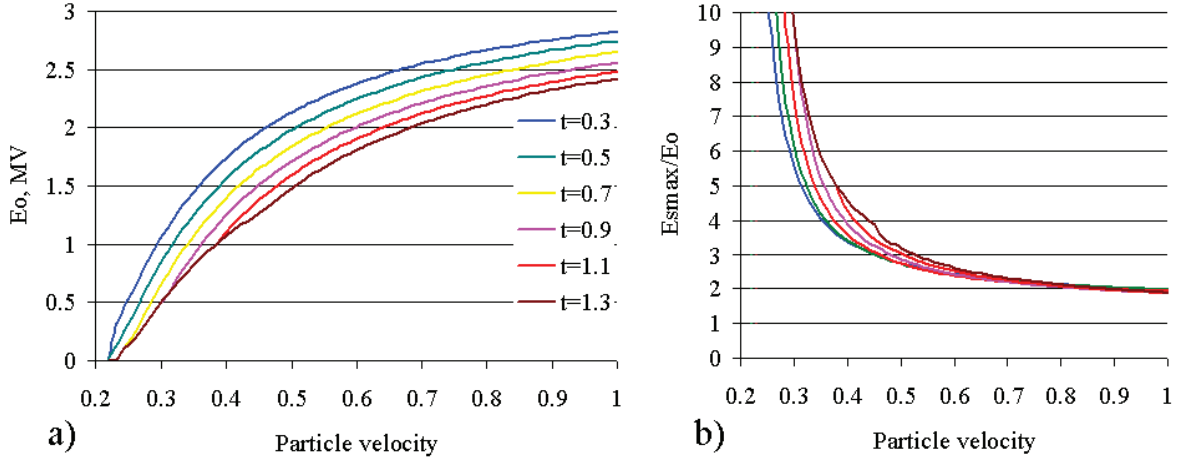 3
2.5
2
1.5
1
0.5
0
Eo, MV
0.2 0.3 0.4 0.5 0.6 0.7 0.8 0.9 1
Particle velocity
a)
t=0.3
t=0.5
t=0.7
t=0.9
t=1.1
t=1.3
10
9
8
7
6
5
4
3
2
1
0
Esmax/Eo
0.2 0.3 0.4 0.5 0.6 0.7 0.8 0.9 1
Particle velocity
b)